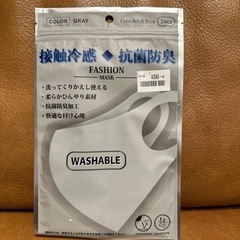 COLOR GRAY
Free Adult Size
3 PCS
接触冷感◆抗菌防臭
FASHION
MASK
¥399
・洗ってくりかえし使える
・柔らかひんやり素材
・抗菌防臭加工
・快適な付け心地
WASHABLE